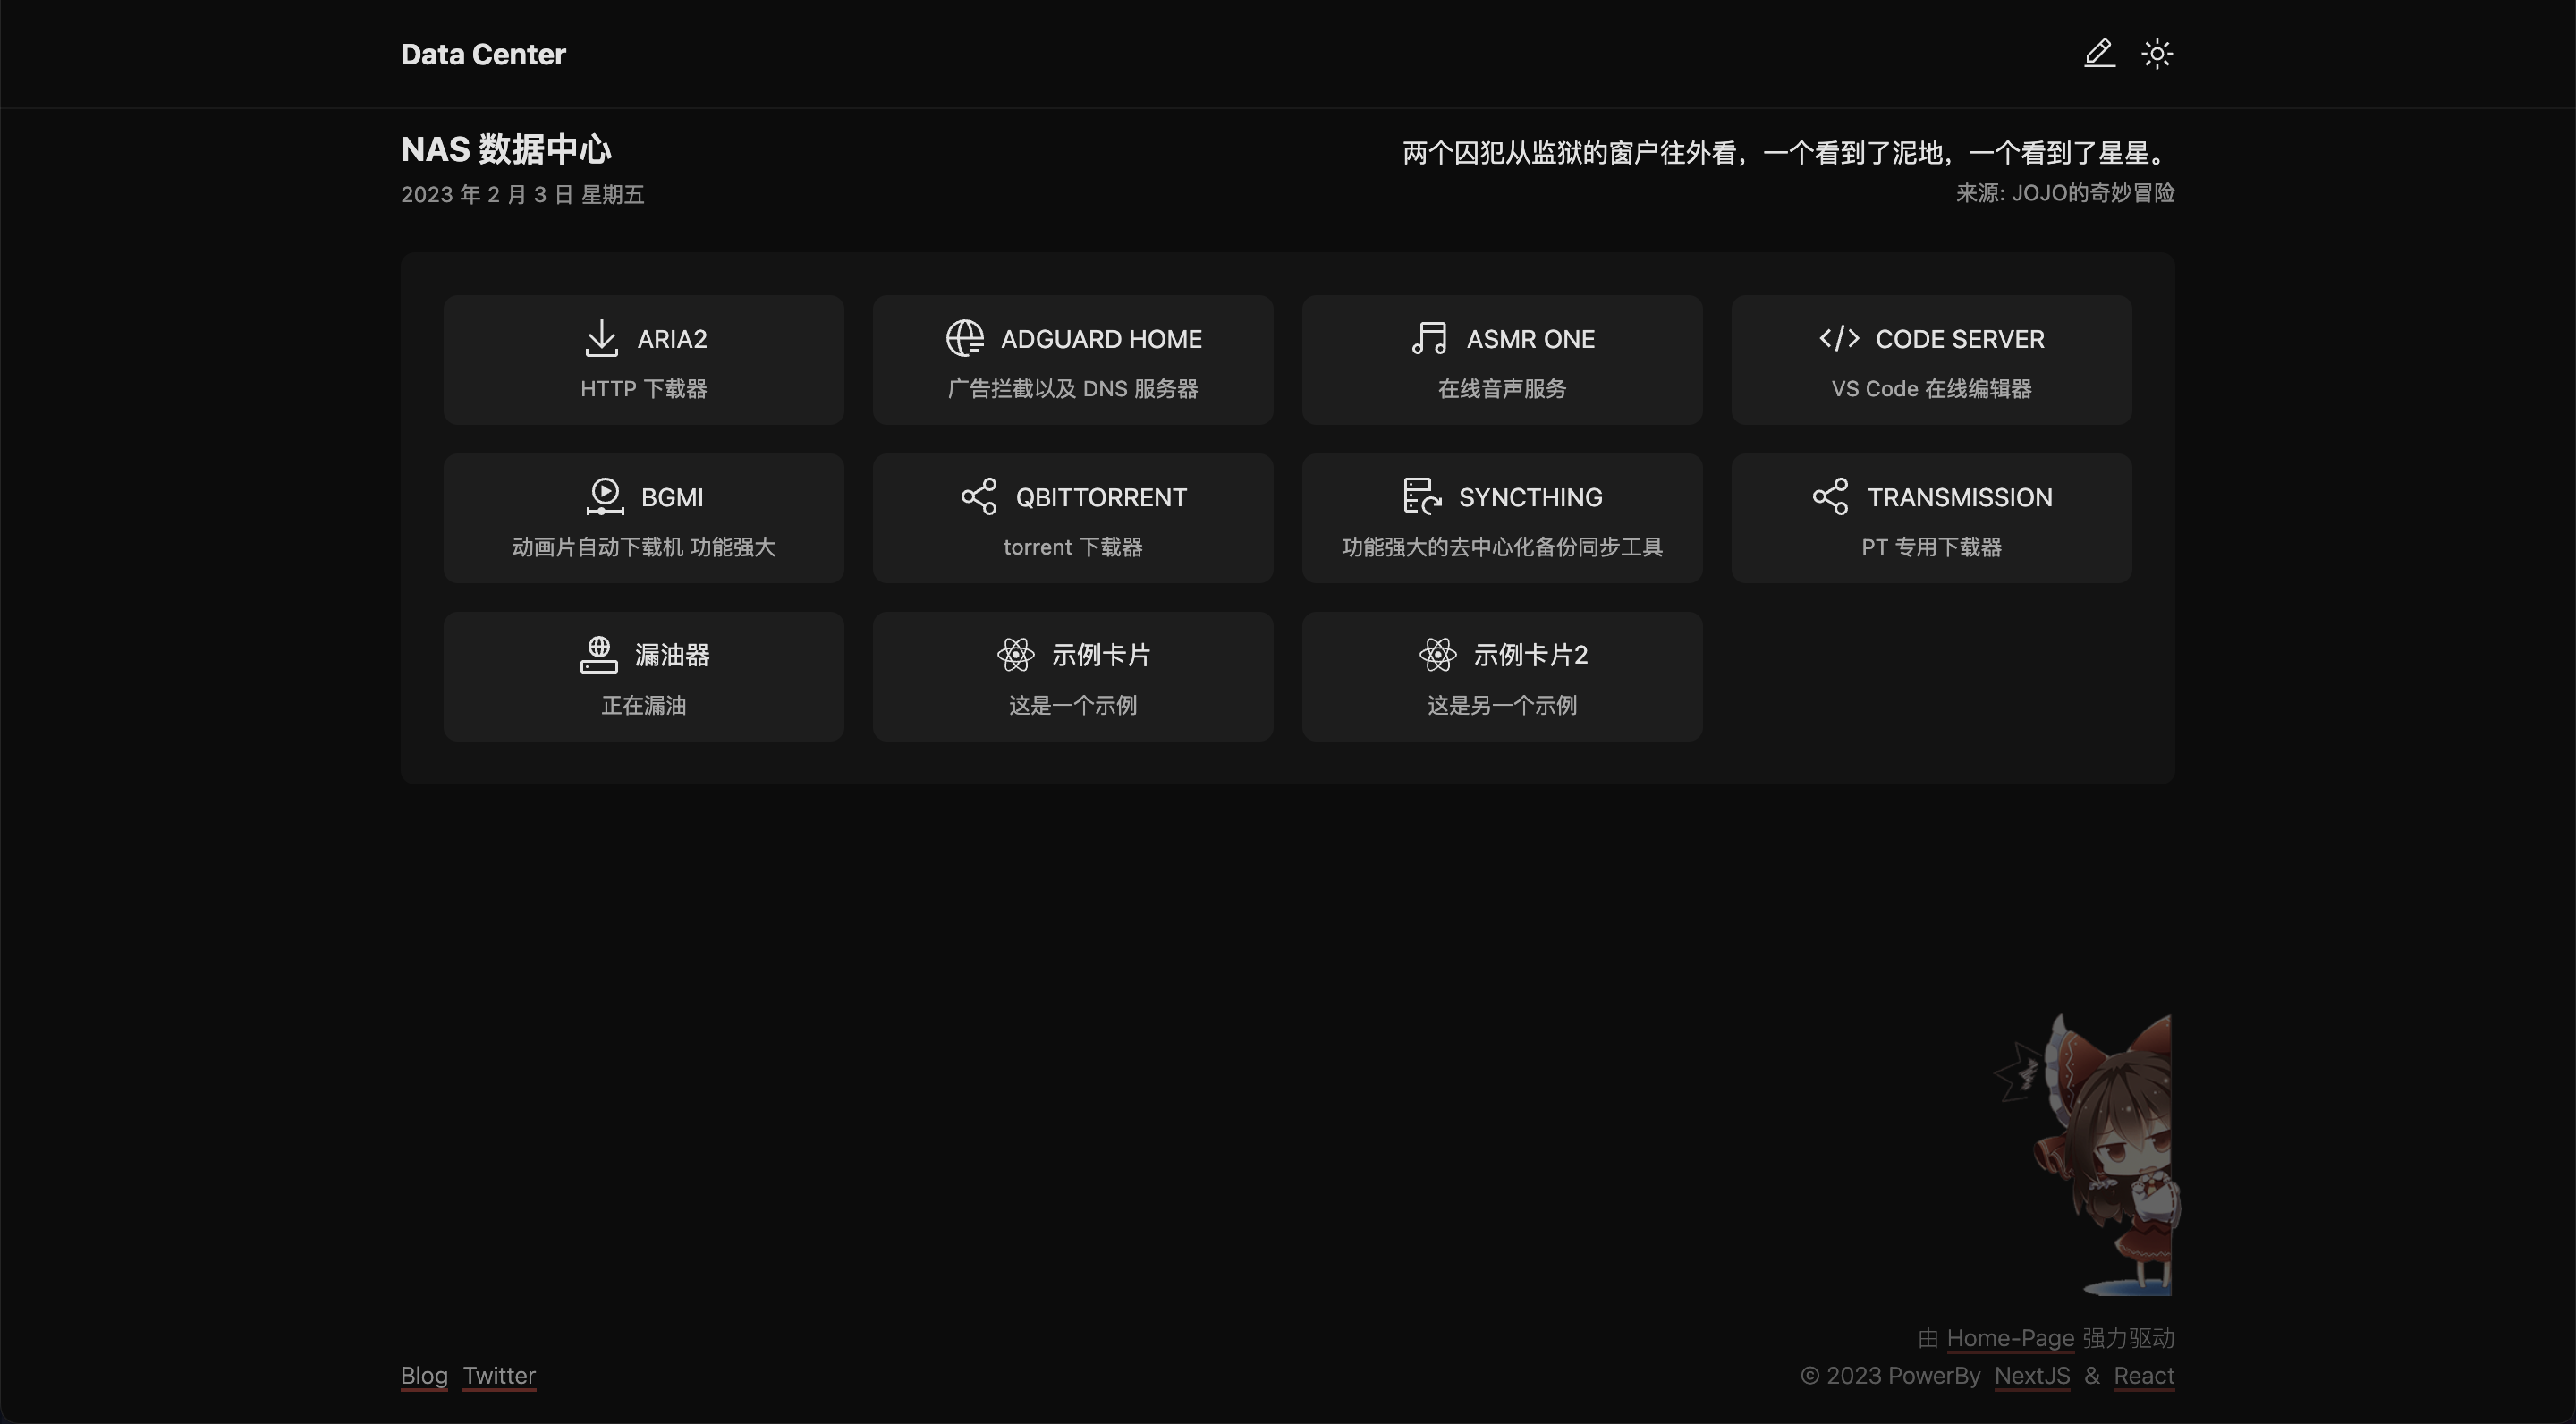 Data Center
NAS 数据中心
2023 年 2 月 3 日 星期五
两个囚犯从监狱的窗户往外看，一个看到了泥地，一个看到了星星。
来源: JOJO的奇妙冒险
ARIA2
HTTP 下载器
ADGUARD HOME
广告拦截以及 DNS 服务器
ASMR ONE
在线音声服务
CODE SERVER
VS Code 在线编辑器
BGMI
动画片自动下载机 功能强大
QBITTORRENT
torrent 下载器
SYNCTHING
功能强大的去中心化备份同步工具
TRANSMISSION
PT 专用下载器
漏油器
正在漏油
示例卡片
这是一个示例
示例卡片2
这是另一个示例
由 Home-Page 强力驱动
Blog Twitter
© 2023 PowerBy NextJS & React